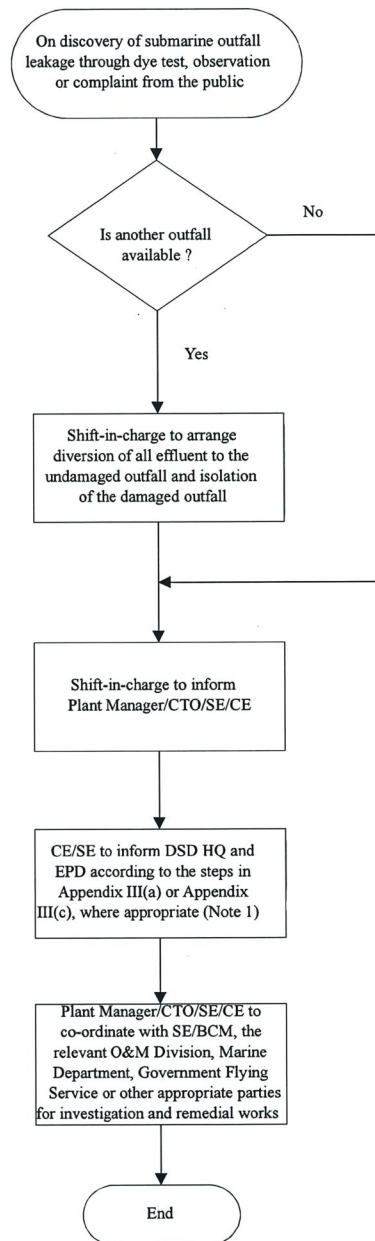 On discovery of submarine outfall
leakage through dye test, observation
or complaint from the public
Is another outfall
available ?
No
Yes
Shift-in-charge to arrange
diversion of all effluent to the
undamaged outfall and isolation
of the damaged outfall
Shift-in-charge to inform
Plant Manager/CTO/SE/CE
CE/SE to inform DSD HQ and
EPD according to the steps in
Appendix III(a) or Appendix
III(c), where appropriate (Note 1)
Plant Manager/CTO/SE/CE to
co-ordinate with SE/BCM, the
relevant O&M Division, Marine
Department, Government Flying
Service or other appropriate parties
for investigation and remedial works
End